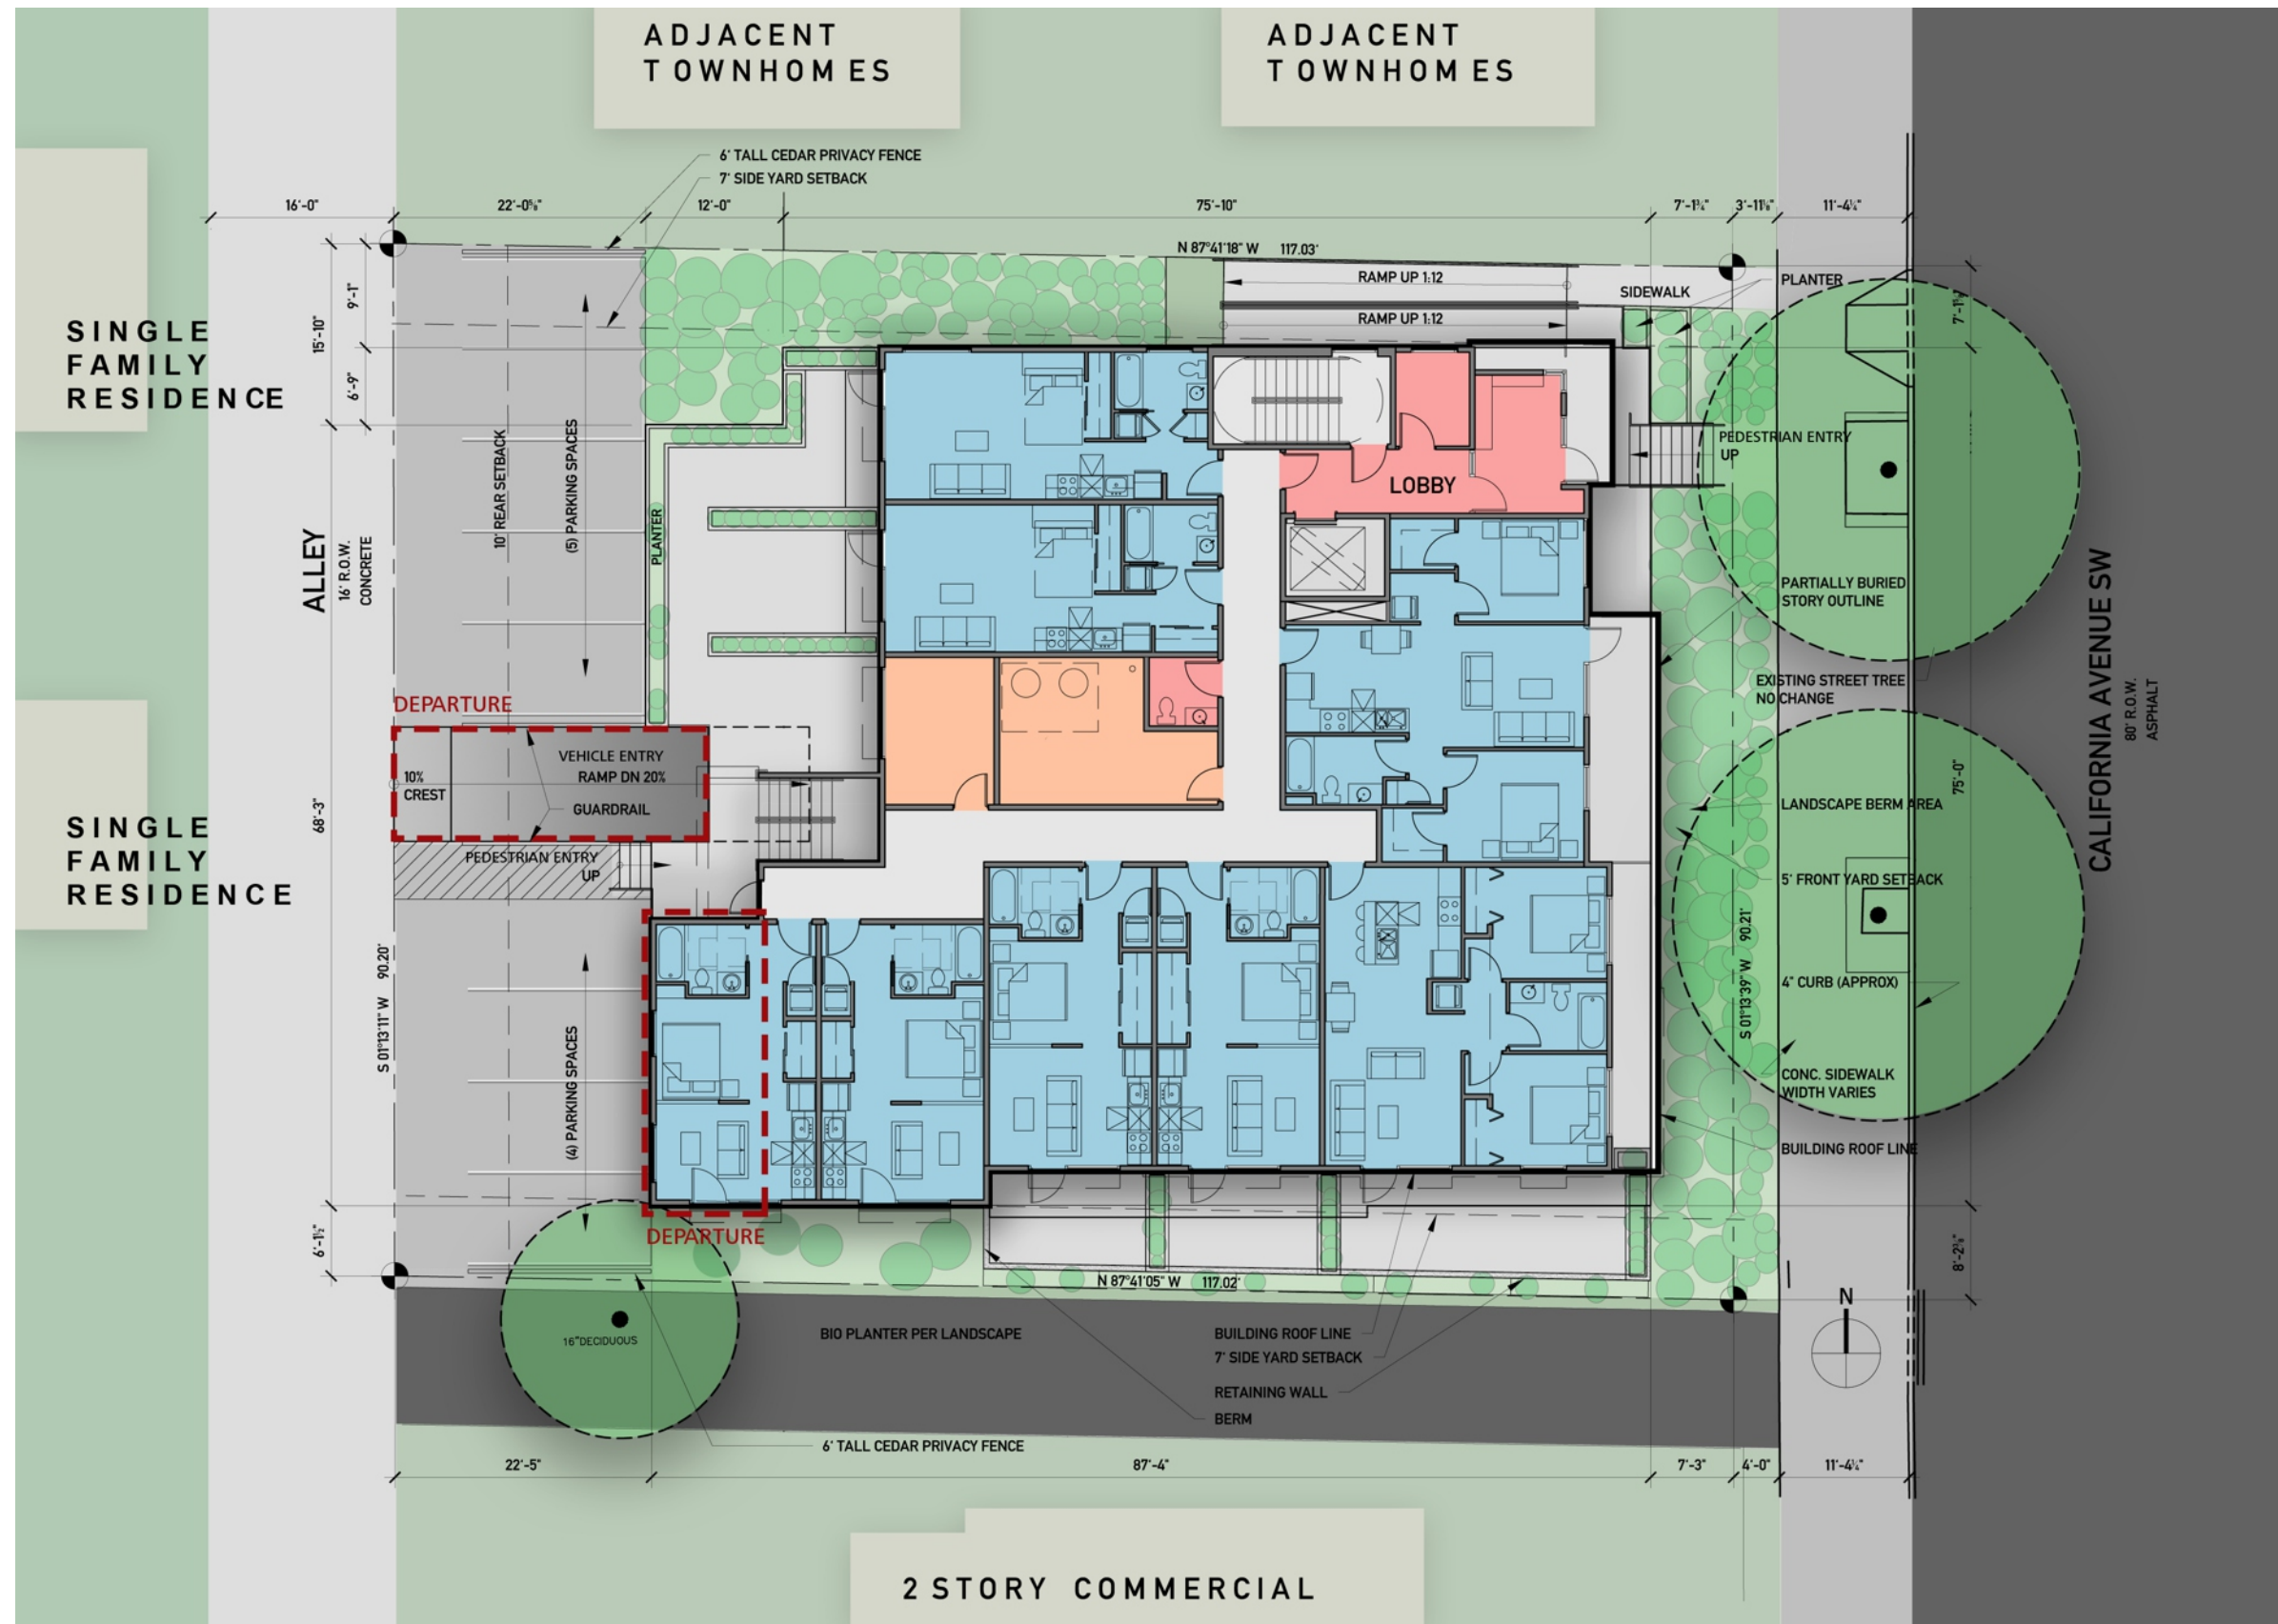 ADJACENT
TOWNHOMES
ADJACENT
TOWNHOMES
6' TALL CEDAR PRIVACY FENCE
7' SIDE YARD SETBACK
16'-0"
22'-0⅝"
12'-0"
75'-10"
7'-1¾"
3'-11⅛"
11'-4¼"
N 87°41'18" W 117.03'
RAMP UP 1:12
RAMP UP 1:12
SIDEWALK
PLANTER
9'-1"
15'-10"
6'-9"
SINGLE
FAMILY
RESIDENCE
10' REAR SETBACK
(5) PARKING SPACES
PLANTER
ALLEY
16' R.O.W.
CONCRETE
LOBBY
PEDESTRIAN ENTRY
UP
PARTIALLY BURIED
STORY OUTLINE
EXISTING STREET TREE
NO CHANGE
CALIFORNIA AVENUE SW
80' R.O.W.
ASPHALT
75'-0"
DEPARTURE
VEHICLE ENTRY
RAMP DN 20%
10%
CREST
GUARDRAIL
68'-3"
PEDESTRIAN ENTRY
UP
SINGLE
FAMILY
RESIDENCE
LANDSCAPE BERM AREA
5' FRONT YARD SETBACK
S 01°13'11" W 90.20'
S 01°13'39" W 90.21'
4" CURB (APPROX)
(4) PARKING SPACES
CONC. SIDEWALK
WIDTH VARIES
BUILDING ROOF LINE
6'-1½"
DEPARTURE
8'-2⅜"
N 87°41'05" W 117.02'
N
16"DECIDUOUS
BIO PLANTER PER LANDSCAPE
BUILDING ROOF LINE
7' SIDE YARD SETBACK
RETAINING WALL
BERM
6' TALL CEDAR PRIVACY FENCE
22'-5"
87'-4"
7'-3"
4'-0"
11'-4¼"
2 STORY COMMERCIAL